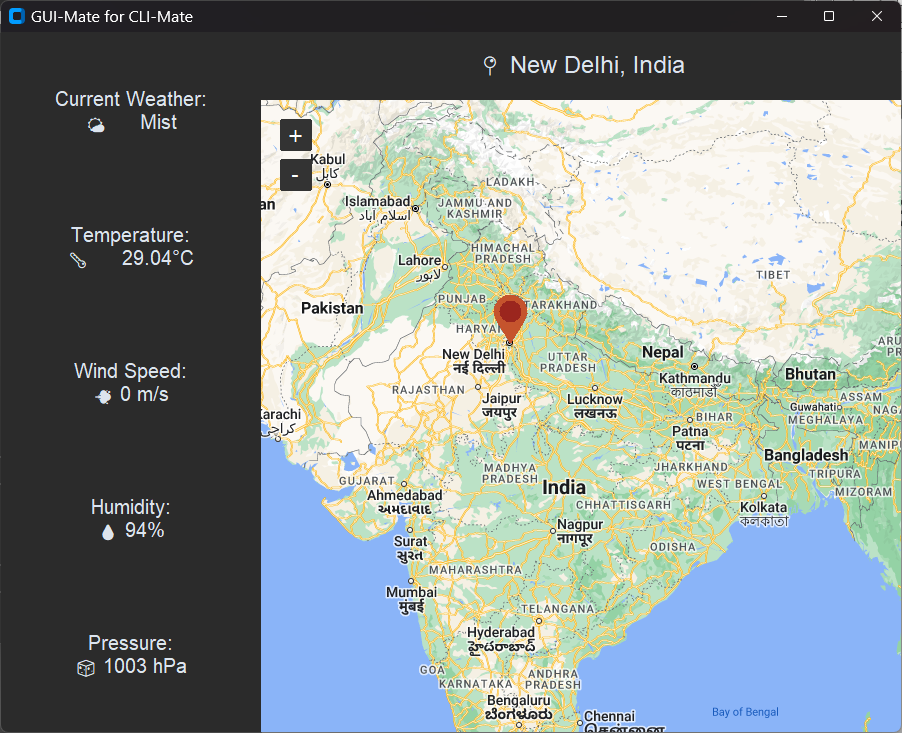 GUI-Mate for CLI-Mate
New Delhi, India
Current Weather:
Mist
Temperature:
29.04°C
Wind Speed:
0 m/s
Humidity:
94%
Pressure:
1003 hPa
+
-
Kabul
کابل
an
LADAKH
Islamabad
اسلام آباد
JAMMU AND
KASHMIR
HIMACHAL
PRADESH
Lahore
لاہور
TIBET
PUNJAB
TARAKHAND
Pakistan
HARYAN
New Delhi
नई दिल्ली
UTTAR
PRADESH
Nepal
ARU
PR
Kathmandu
काठमाडौं
Bhutan
RAJASTHAN
Jaipur
जयपुर
Lucknow
लखनऊ
ASSAM
Guwahati
NAGA
MEGHALAYA
Karachi
کراچی
BIHAR
Patna
पटना
MANIPU
Bangladesh
MADHYA
PRADESH
JHARKHAND
TRIPURA
GUJARAT
WEST BENGAL
MIZORAM
Ahmedabad
અમદાવાદ
India
CHHATTISGARH
Kolkata
কলকাতা
Nagpur
नागपूर
Surat
સુરત
ODISHA
MAHARASHTRA
Mumbai
मुंबई
TELANGANA
Hyderabad
హైదరాబాద్
GOA
KARNATAKA
ANDHRA
PRADESH
Bengaluru
ಬೆಂಗಳೂರು
Chennai
சென்னை
Bay of Bengal